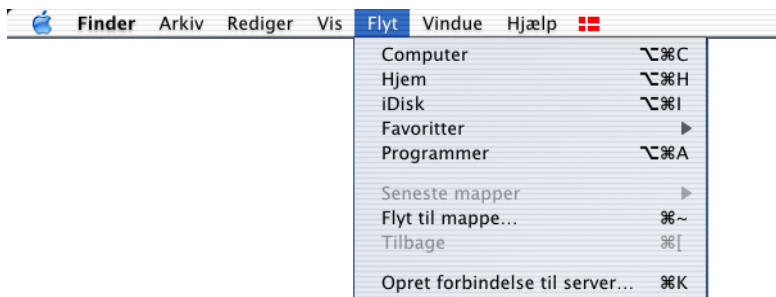 Finder Arkiv Rediger Vis Flyt Vindue Hjælp
Computer ⌥⌘C
Hjem ⌥⌘H
iDisk ⌥⌘I
Favoritter ▶
Programmer ⌥⌘A
Seneste mapper ▶
Flyt til mappe... ⌘~
Tilbage ⌘[
Opret forbindelse til server... ⌘K